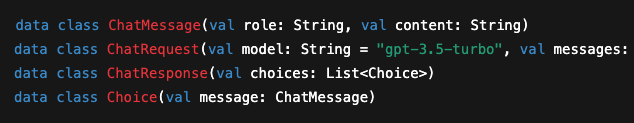 data class ChatMessage(val role: String, val content: String)
data class ChatRequest(val model: String = "gpt-3.5-turbo", val messages:
data class ChatResponse(val choices: List<Choice>)
data class Choice(val message: ChatMessage)